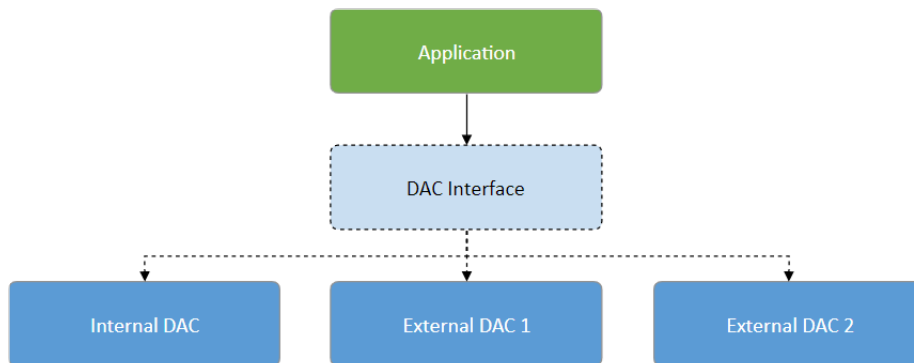 Application
DAC Interface
Internal DAC
External DAC 1
External DAC 2